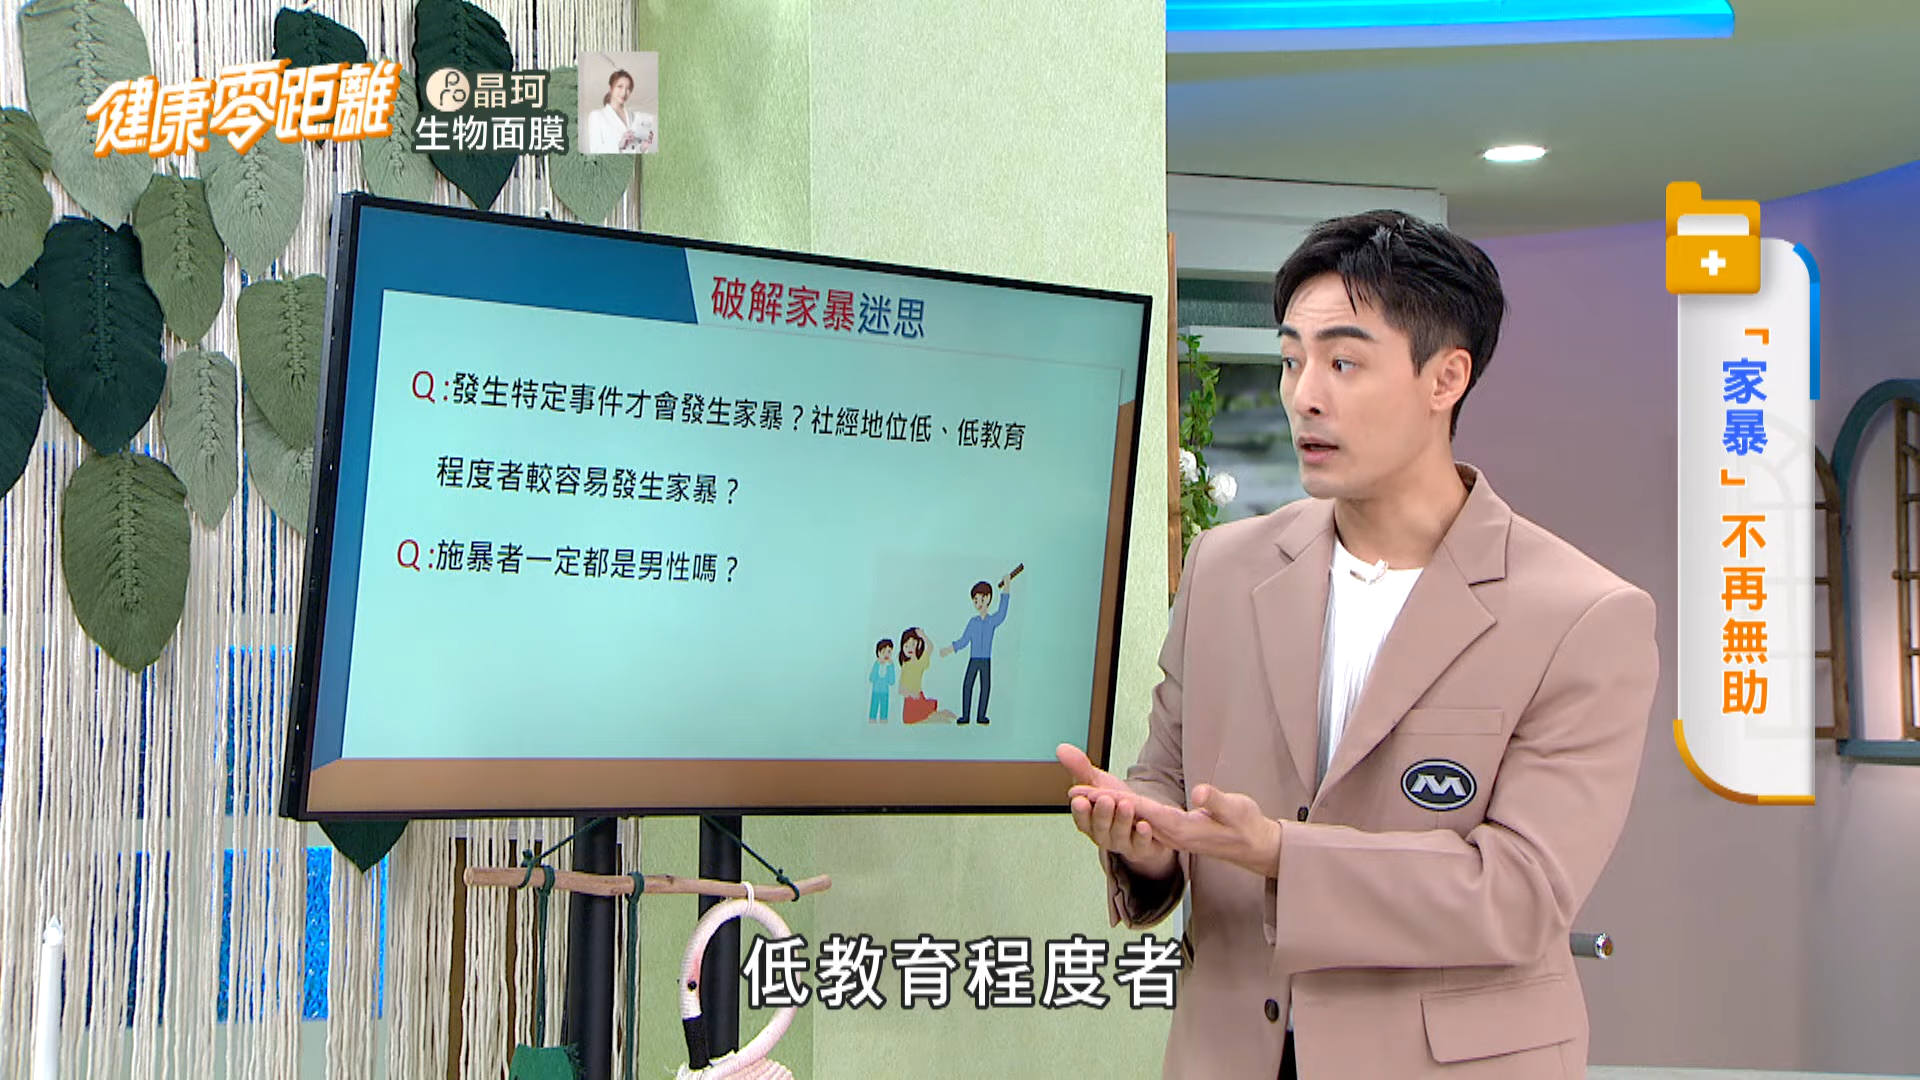 健康零距離
Pro 晶珂
生物面膜
破解家暴迷思
Q:發生特定事件才會發生家暴？社經地位低、低教育
程度者較容易發生家暴？
Q:施暴者一定都是男性嗎？
「家暴」不再無助
M
低教育程度者